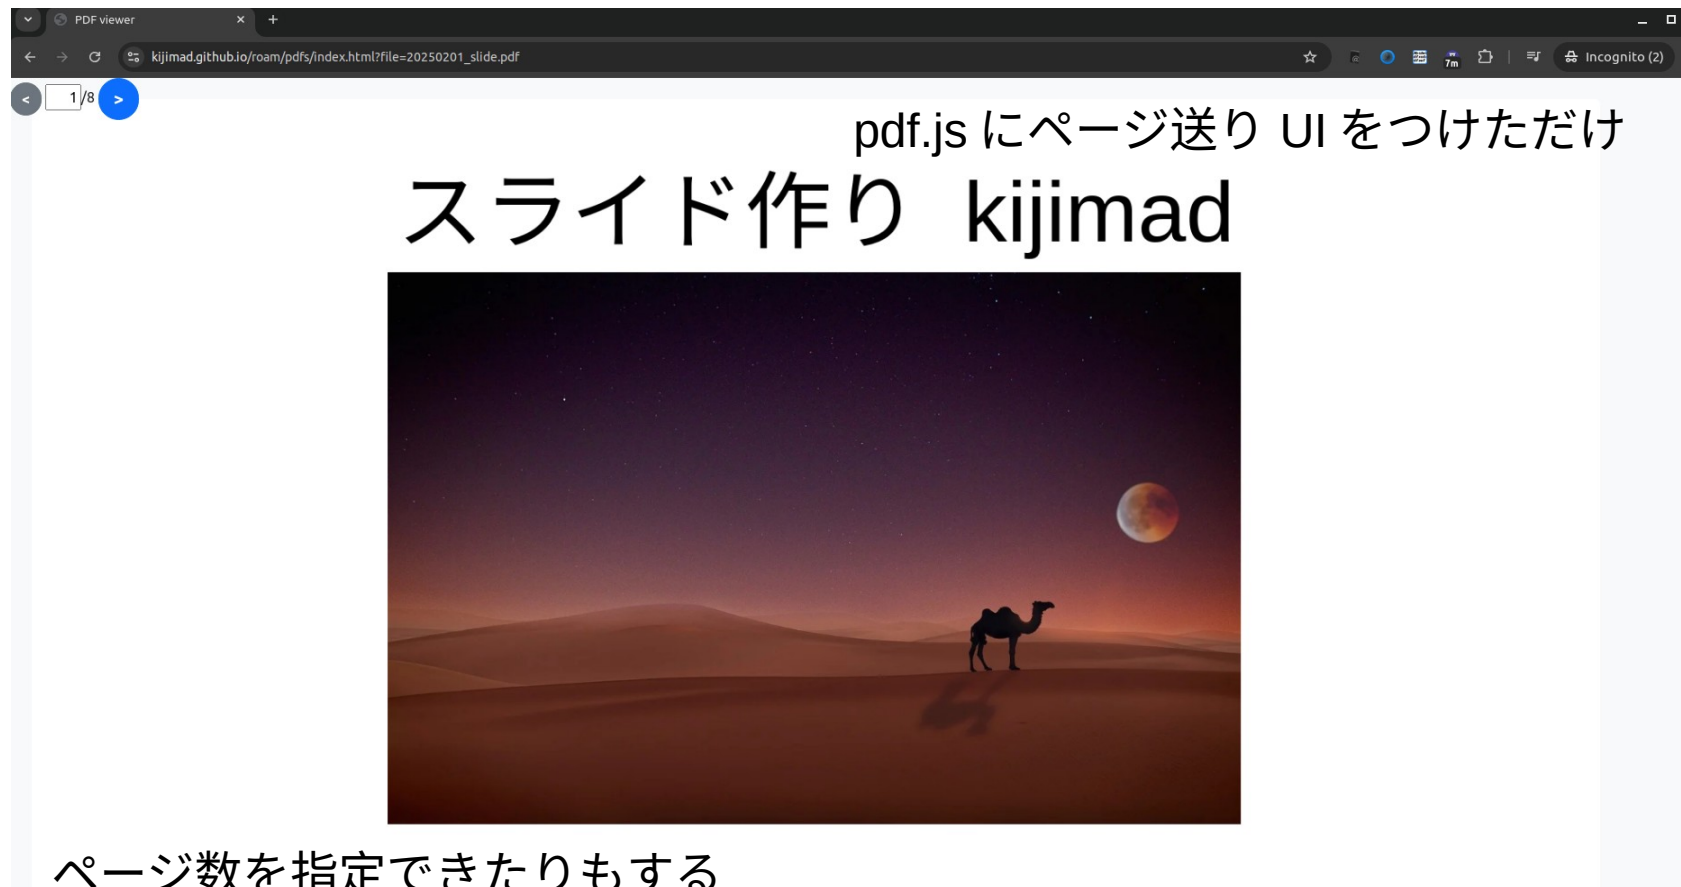 PDF viewer
kijimad.github.io/roam/pdfs/index.html?file=20250201_slide.pdf
7m
Incognito (2)
< 1/8 >
pdf.js にページ送り UI をつけただけ
スライド作り kijimad
ページ数を指定できたりもする